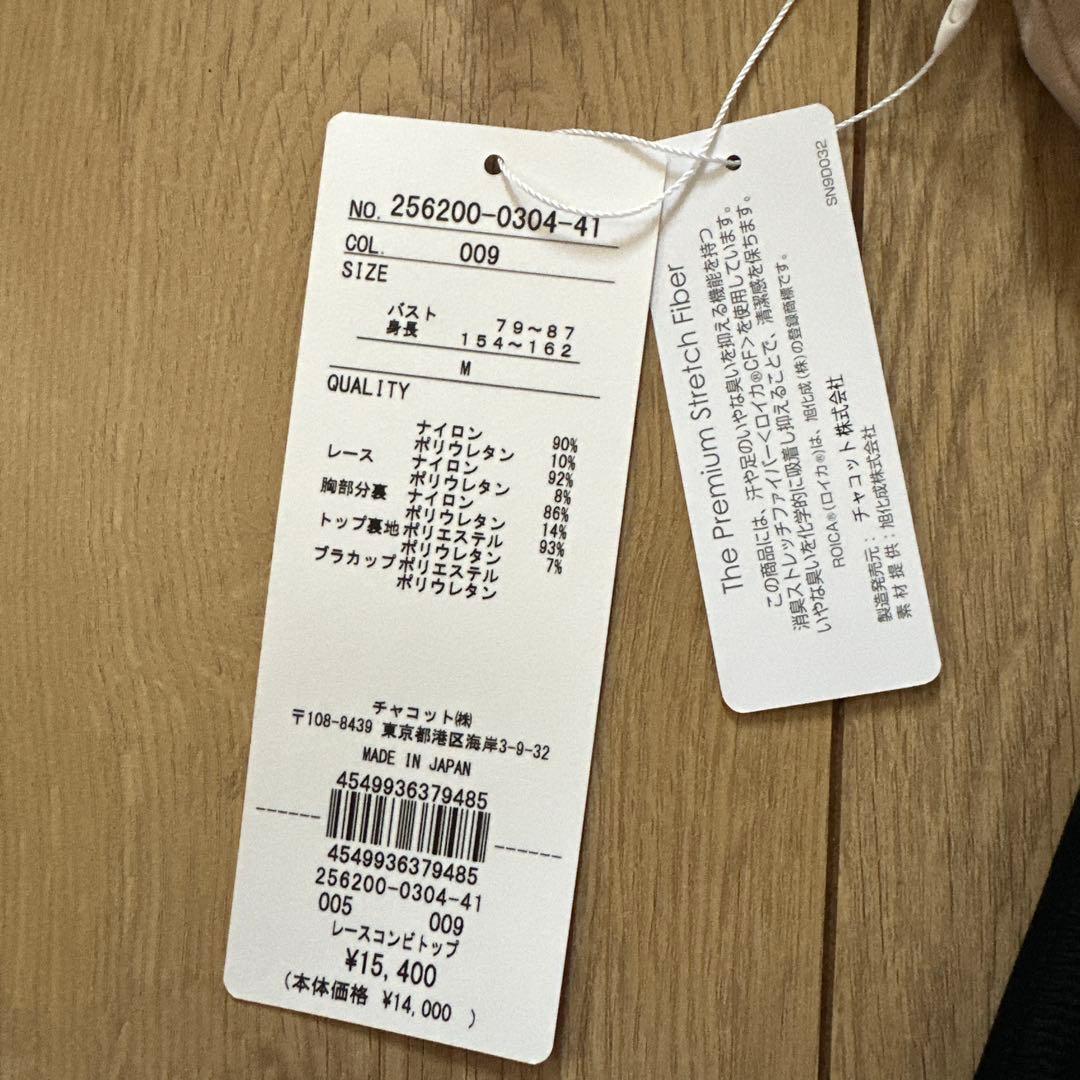 NO. 256200-0304-41
COL. 009
SIZE
バスト 79～87
身長 154～162
M
QUALITY
ナイロン 90%
ポリウレタン 10%
レース ナイロン 92%
ポリウレタン 8%
胸部分裏 ナイロン 86%
ポリウレタン 14%
トップ裏地 ポリエステル 93%
ポリウレタン 7%
ブラカップ ポリエステル
ポリウレタン
チャコット㈱
〒108-8439 東京都港区海岸3-9-32
MADE IN JAPAN
4549936379485
4549936379485
256200-0304-41
005 009
レースコンビトップ
¥15,400
(本体価格 ¥14,000 )
The Premium Stretch Fiber
この商品には、汗や足のいやな臭いを抑える機能を持つ
消臭ストレッチファイバー＜ロイカ®CF＞を使用しています。
いやな臭いを化学的に吸着し抑えることで、清潔感を保ちます。
ROICA®(ロイカ®)は、旭化成(株)の登録商標です。
製造発売元： チャコット株式会社
素材提供：旭化成株式会社
SN9D032